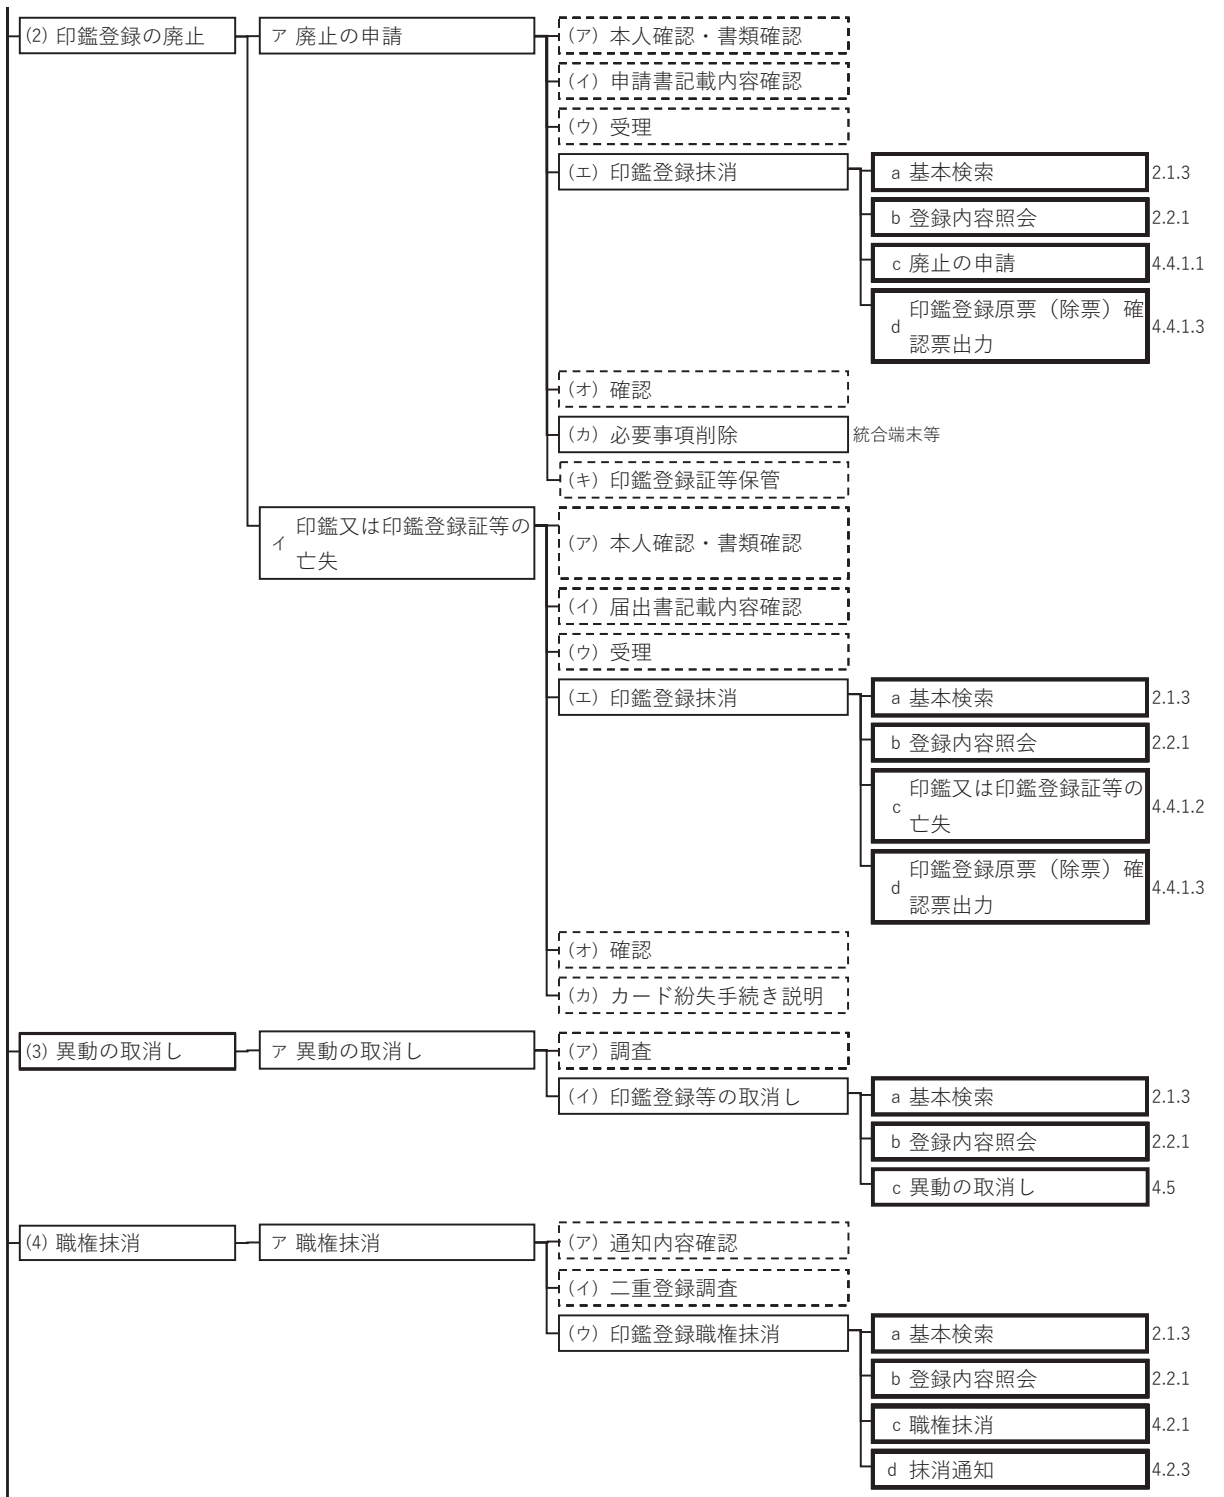 (2) 印鑑登録の廃止
ア 廃止の申請
(ア) 本人確認・書類確認
(イ) 申請書記載内容確認
(ウ) 受理
(エ) 印鑑登録抹消
a 基本検索 2.1.3
b 登録内容照会 2.2.1
c 廃止の申請 4.4.1.1
d 印鑑登録原票（除票）確
認票出力 4.4.1.3
(オ) 確認
(カ) 必要事項削除 統合端末等
(キ) 印鑑登録証等保管
イ 印鑑又は印鑑登録証等の
亡失
(ア) 本人確認・書類確認
(イ) 届出書記載内容確認
(ウ) 受理
(エ) 印鑑登録抹消
a 基本検索 2.1.3
b 登録内容照会 2.2.1
c 印鑑又は印鑑登録証等の
亡失 4.4.1.2
d 印鑑登録原票（除票）確
認票出力 4.4.1.3
(オ) 確認
(カ) カード紛失手続き説明
(3) 異動の取消し
ア 異動の取消し
(ア) 調査
(イ) 印鑑登録等の取消し
a 基本検索 2.1.3
b 登録内容照会 2.2.1
c 異動の取消し 4.5
(4) 職権抹消
ア 職権抹消
(ア) 通知内容確認
(イ) 二重登録調査
(ウ) 印鑑登録職権抹消
a 基本検索 2.1.3
b 登録内容照会 2.2.1
c 職権抹消 4.2.1
d 抹消通知 4.2.3